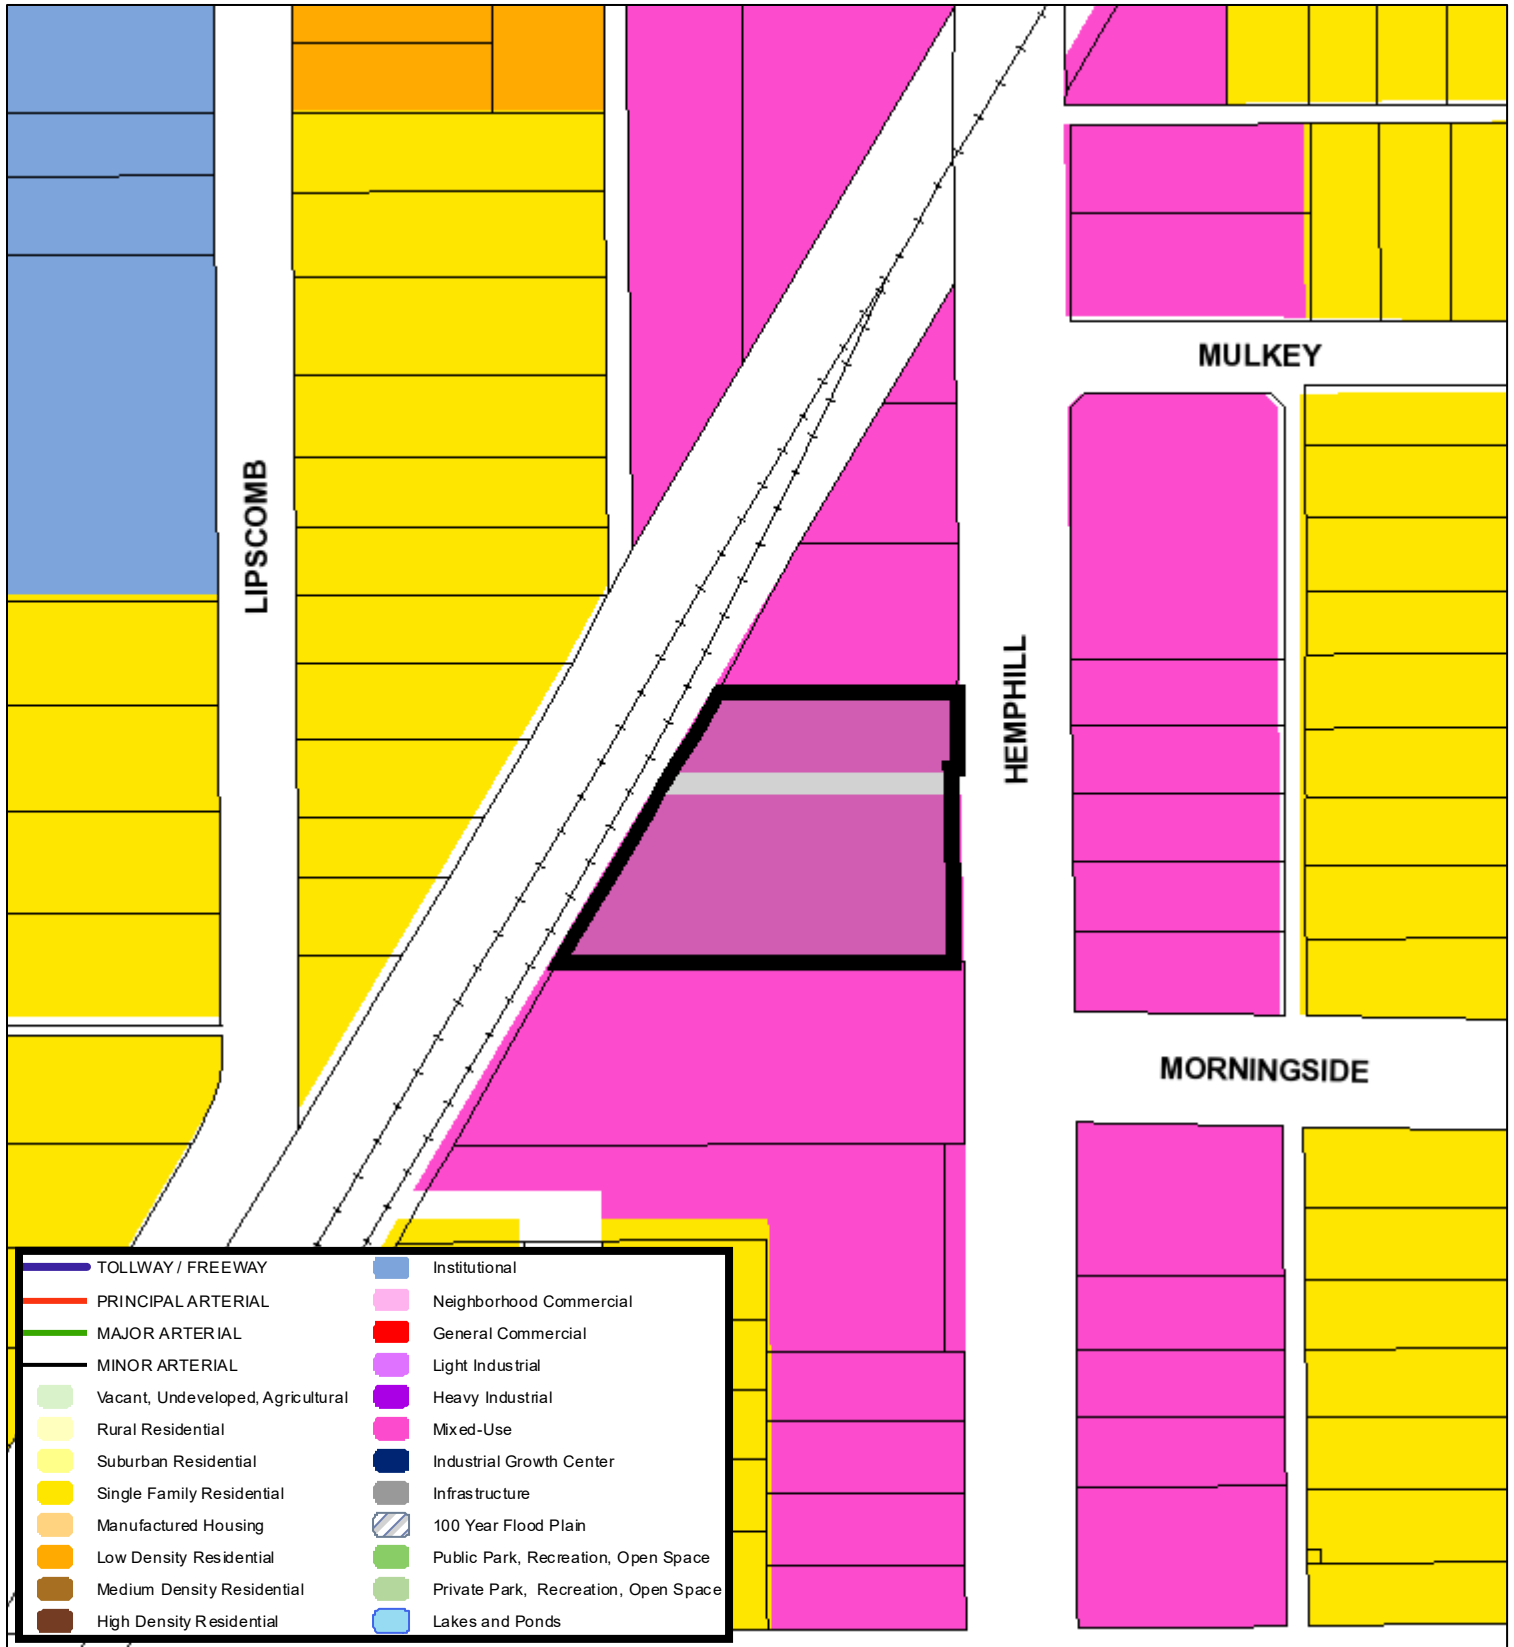 MULKEY
LIPSCOMB
HEMPHILL
MORNINGSIDE
TOLLWAY / FREEWAY
PRINCIPAL ARTERIAL
MAJOR ARTERIAL
MINOR ARTERIAL
Vacant, Undeveloped, Agricultural
Rural Residential
Suburban Residential
Single Family Residential
Manufactured Housing
Low Density Residential
Medium Density Residential
High Density Residential
Institutional
Neighborhood Commercial
General Commercial
Light Industrial
Heavy Industrial
Mixed-Use
Industrial Growth Center
Infrastructure
100 Year Flood Plain
Public Park, Recreation, Open Space
Private Park, Recreation, Open Space
Lakes and Ponds